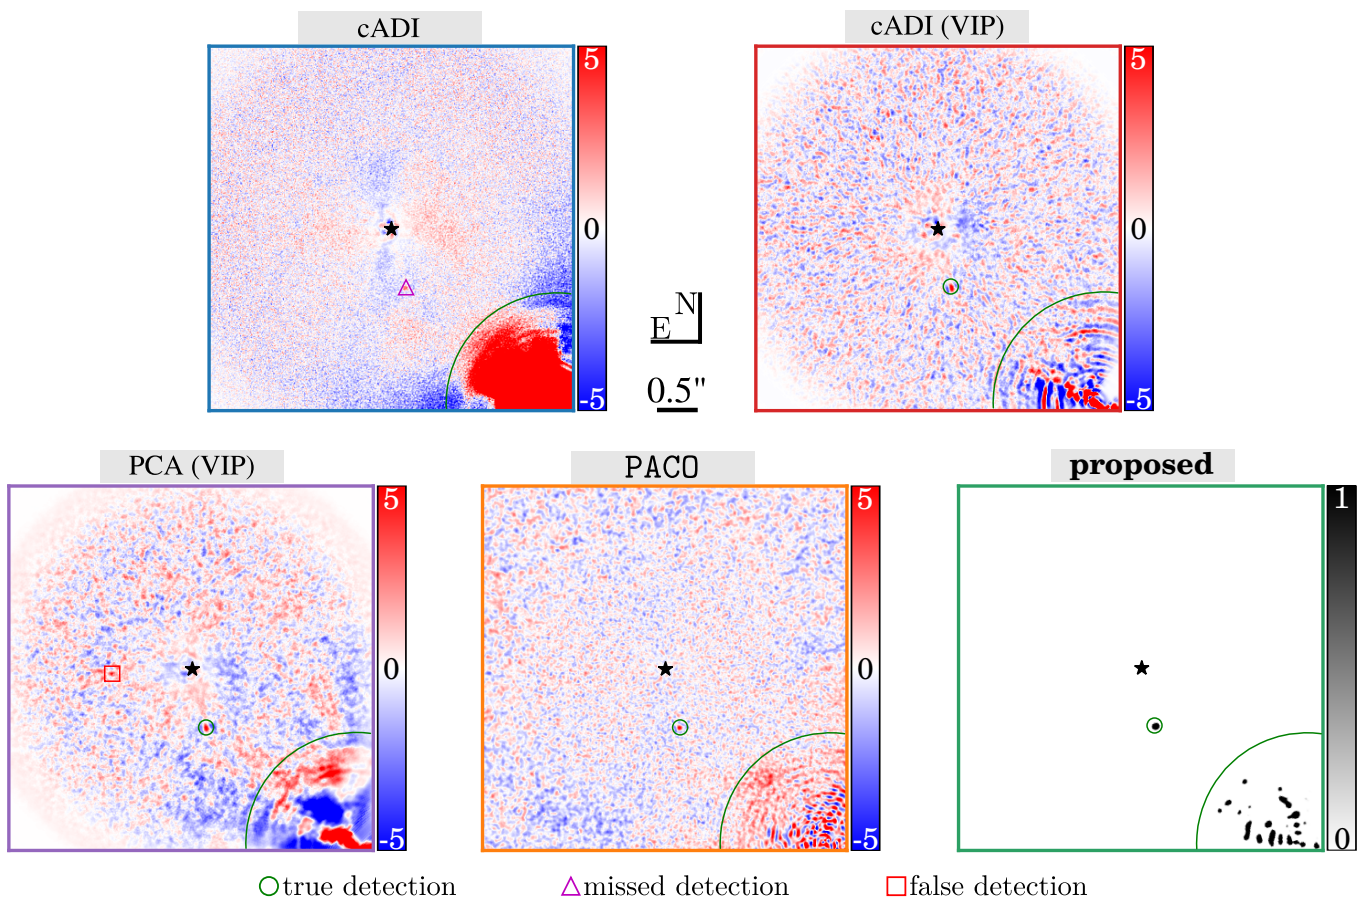 cADI
cADI (VIP)
5
0
-5
5
0
-5
N
E
0.5"
PCA (VIP)
PACO
proposed
5
0
-5
5
0
-5
1
0
true detection
missed detection
false detection